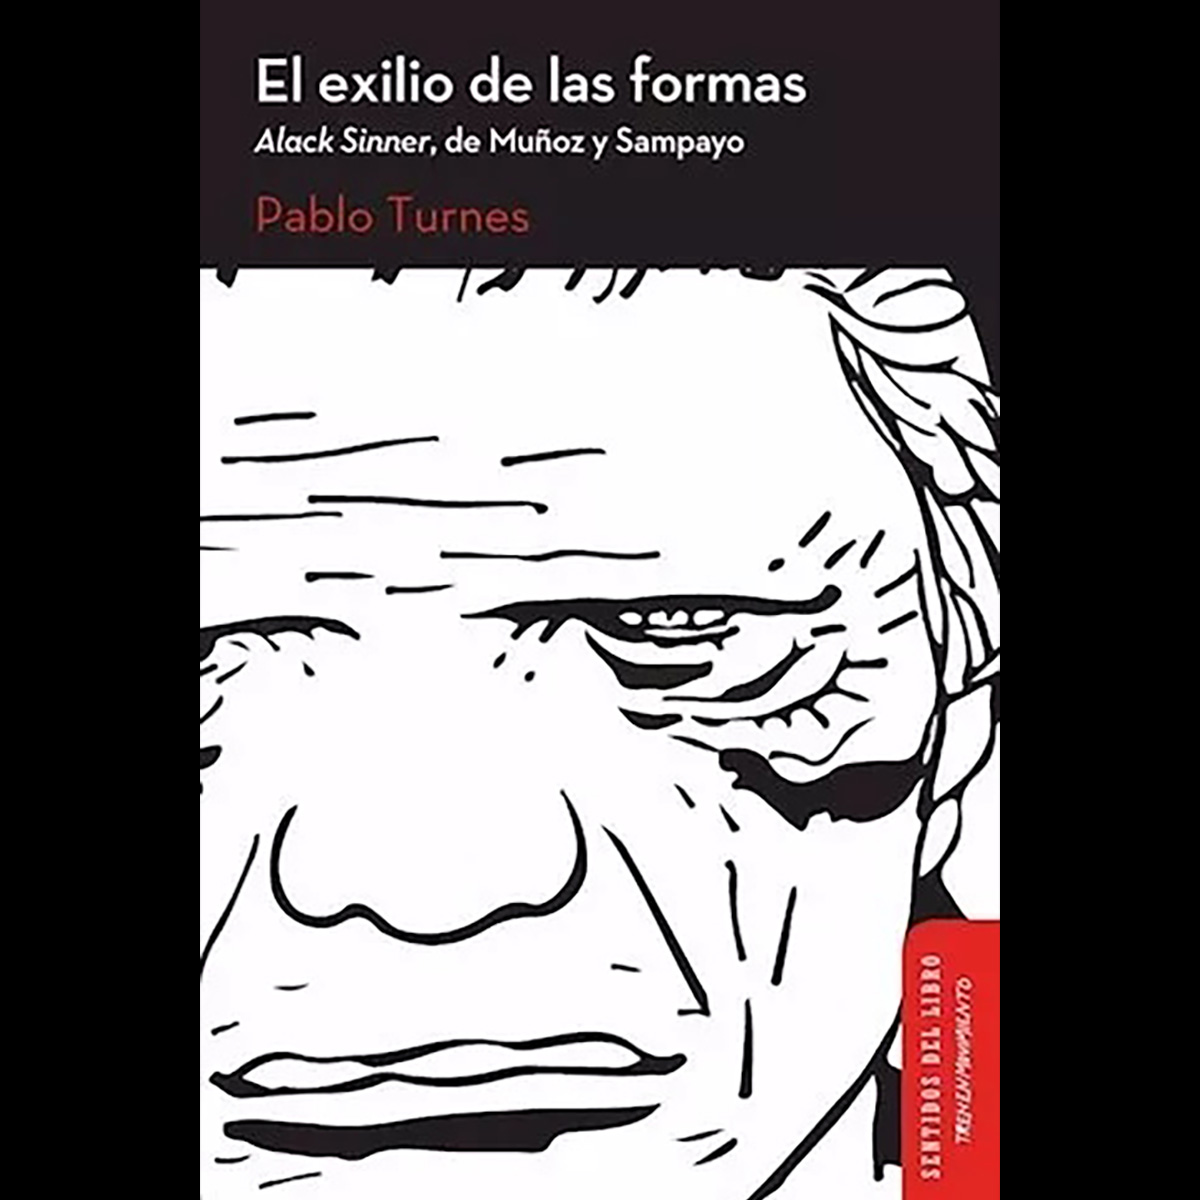 El exilio de las formas
Alack Sinner, de Muñoz y Sampayo
Pablo Turnes
SENTIDOS DEL LIBRO
TREN EN MOVIMIENTO